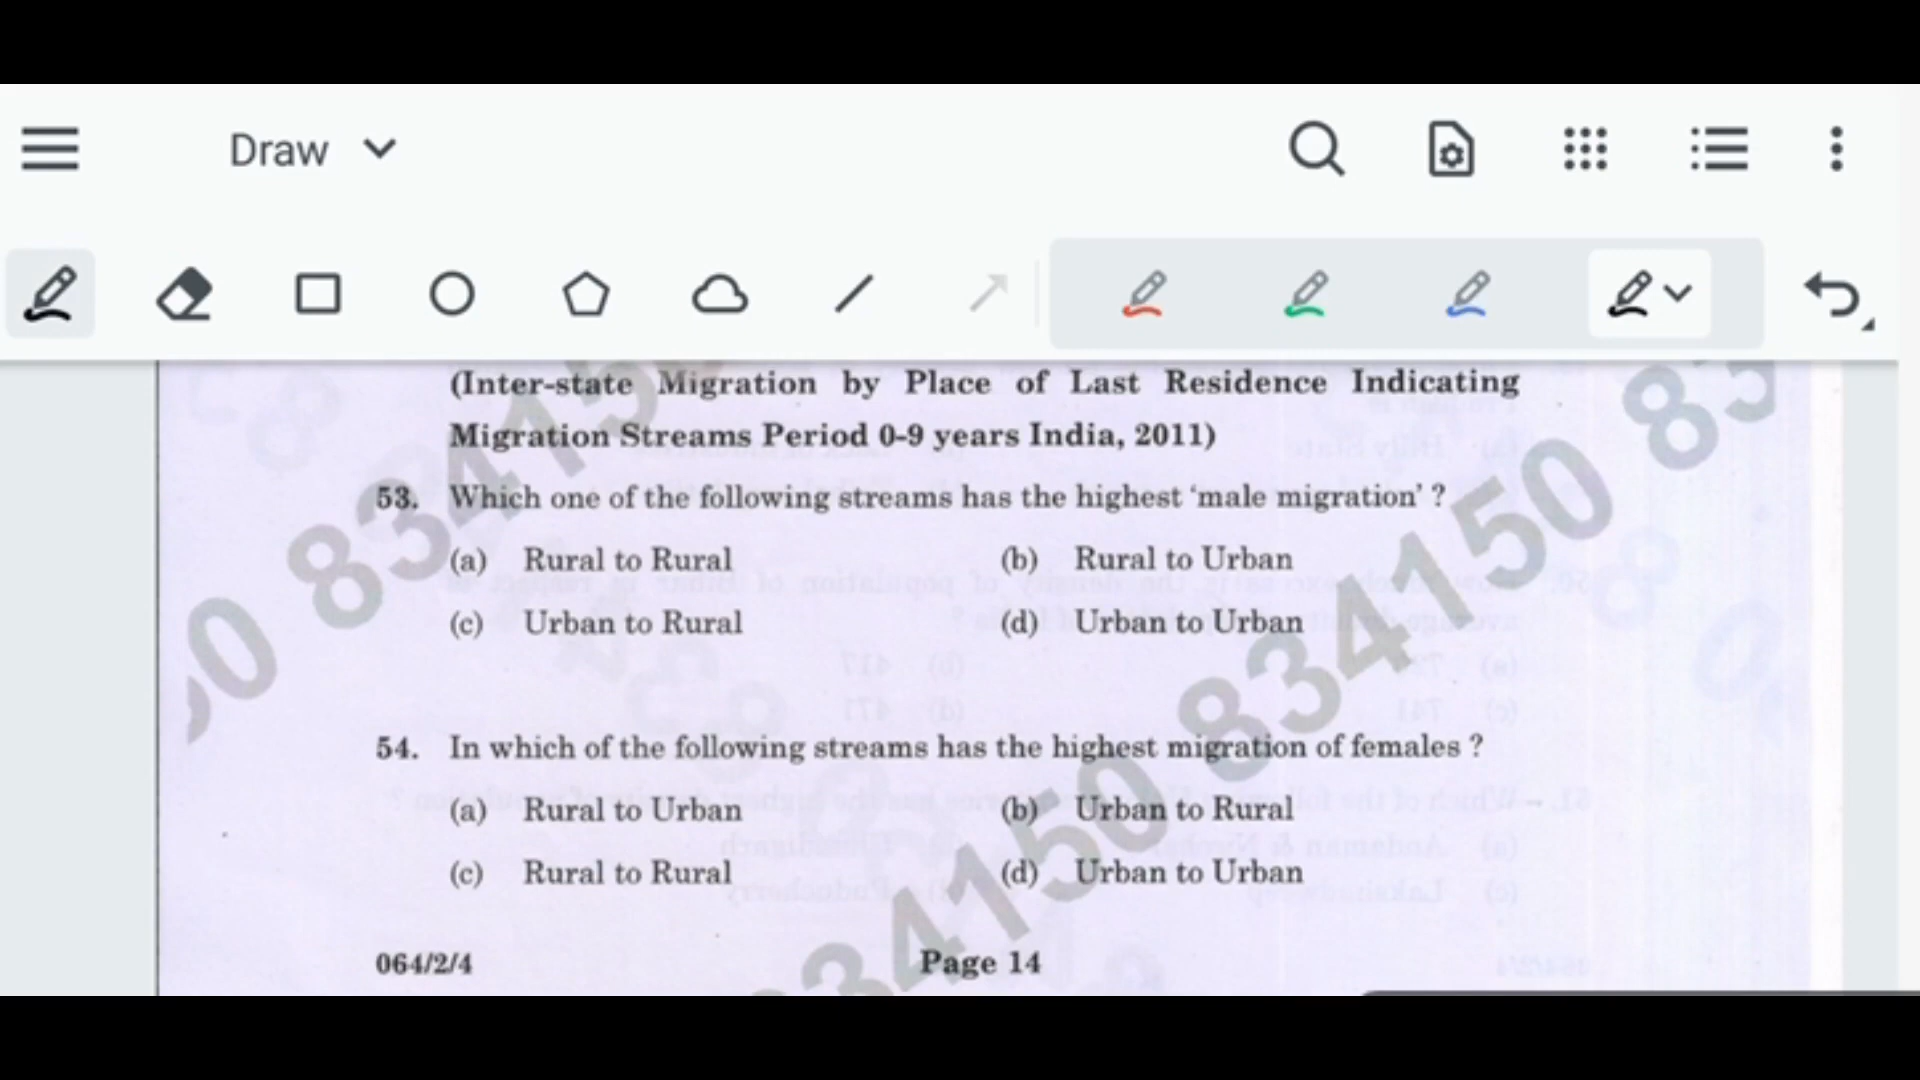 Draw
(Inter-state Migration by Place of Last Residence Indicating
Migration Streams Period 0-9 years India, 2011)
53. Which one of the following streams has the highest 'male migration' ?
(a) Rural to Rural (b) Rural to Urban
(c) Urban to Rural (d) Urban to Urban
54. In which of the following streams has the highest migration of females ?
(a) Rural to Urban (b) Urban to Rural
(c) Rural to Rural (d) Urban to Urban
064/2/4 Page 14
834150
834150